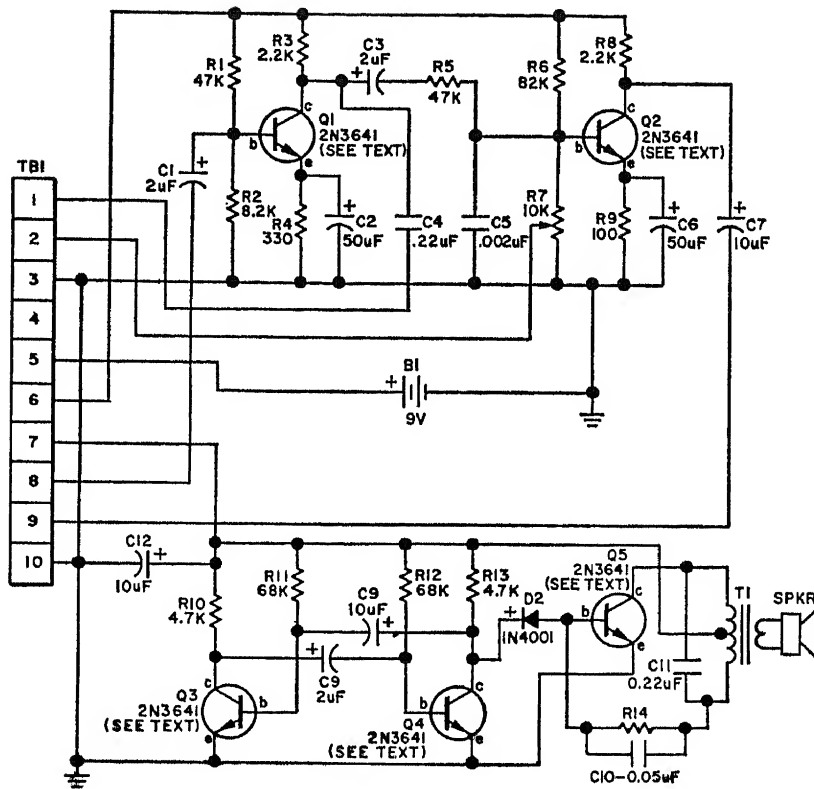 R1
47K
R3
2.2K
C3
2uF
+
R5
47K
R6
82K
R8
2.2K
c
Q1
2N3641
(SEE TEXT)
b
e
c
Q2
2N3641
(SEE TEXT)
b
e
C1
2uF
+
R2
8.2K
R4
330
+
C2
50uF
C4
.22uF
C5
.002uF
R7
10K
R9
100
+
C6
50uF
+
C7
10uF
TB1
1
2
3
4
5
6
7
8
9
10
B1
+
9V
C12
+
10uF
R10
4.7K
R11
68K
C9
10uF
+
R12
68K
R13
4.7K
+
C9
2uF
+
D2
1N4001
Q5
2N3641
(SEE TEXT)
c
b
e
T1
SPKR
C11
0.22uF
R14
C10-0.05uF
c
Q3
2N3641
(SEE TEXT)
b
e
c
b
Q4
2N3641
(SEE TEXT)
e